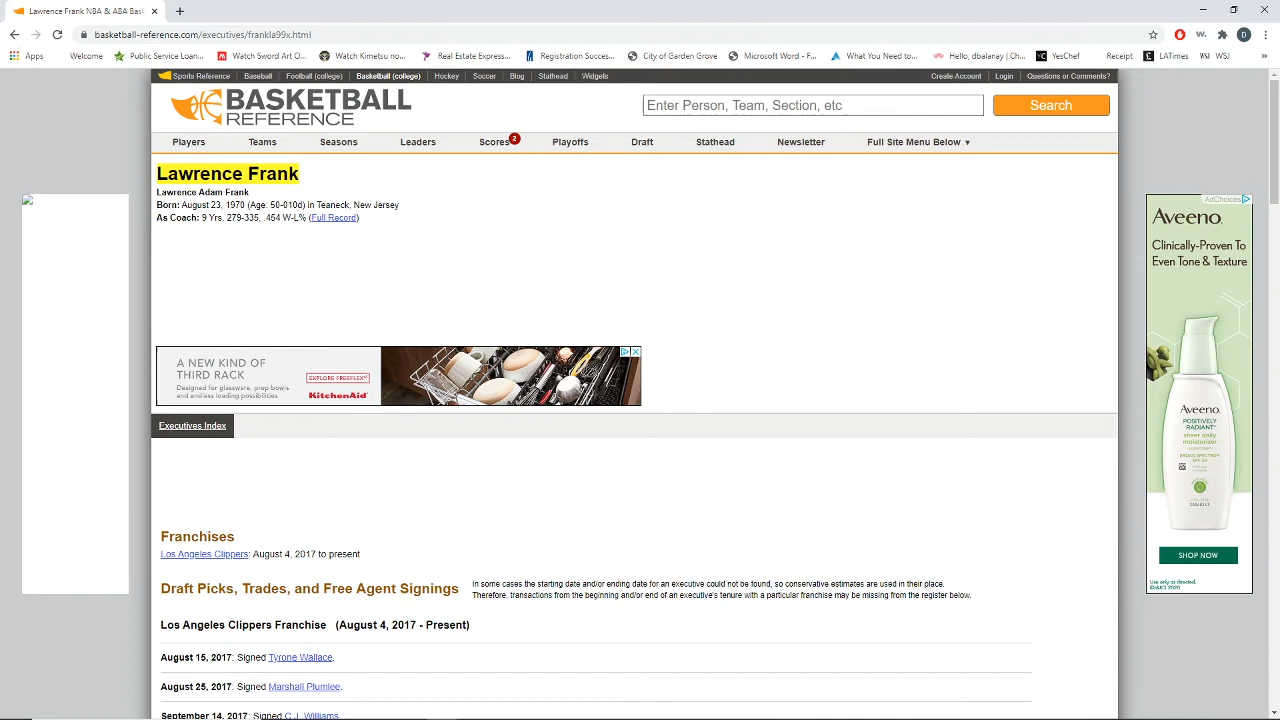 Lawrence Frank NBA & ABA Bask
basketball-reference.com/executives/frankla99x.html
D
Apps Welcome Public Service Loan... Watch Sword Art O... Watch Kimetsu no... Real Estate Express... Registration Succes... City of Garden Grove Microsoft Word - F... What You Need To... Hello, dbalanay | C... YesChef Receipt LATimes WSJ
Sports Reference Baseball Football (college) Basketball (college) Hockey Soccer Blog Stathead Widgets Create Account Login Questions or Comments?
BASKETBALL
REFERENCE
Enter Person, Team, Section, etc Search
Players Teams Seasons Leaders Scores 2 Playoffs Draft Stathead Newsletter Full Site Menu Below ▼
Lawrence Frank
Lawrence Adam Frank
Born: August 23, 1970 (Age: 50-010d) in Teaneck, New Jersey
As Coach: 9 Yrs, 279-335, .454 W-L% (Full Record)
A NEW KIND OF
THIRD RACK
Designed for glassware, prep bowls
and endless loading possibilities
EXPLORE FREEFLEX
KitchenAid
Executives Index
Franchises
Los Angeles Clippers: August 4, 2017 to present
Draft Picks, Trades, and Free Agent Signings
In some cases the starting date and/or ending date for an executive could not be found, so conservative estimates are used in their place.
Therefore, transactions from the beginning and/or end of an executive's tenure with a particular franchise may be missing from the register below.
Los Angeles Clippers Franchise (August 4, 2017 - Present)
August 15, 2017: Signed Tyrone Wallace.
August 25, 2017: Signed Marshall Plumlee.
September 14, 2017: Signed C.J. Williams.
AdChoices
Aveeno
Clinically-Proven To
Even Tone & Texture
Aveeno
POSITIVELY
RADIANT
sheer daily
moisturizer
BROAD SPECTRUM
SPF 30
SHOP NOW
Use only as directed.
©J&JCI 2020